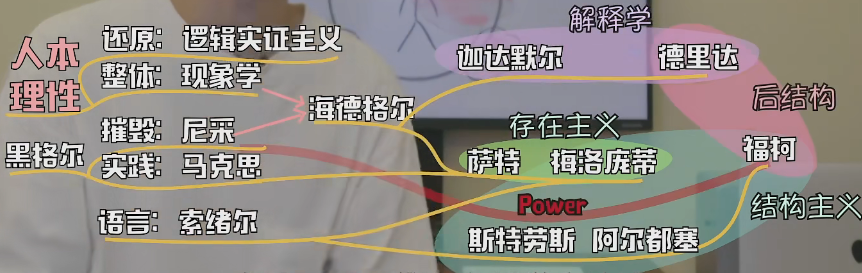 解释学
人本
理性
还原：逻辑实证主义
整体：现象学
伽达默尔
德里达
海德格尔
后结构
摧毁：尼采
存在主义
黑格尔
实践：马克思
萨特
梅洛庞蒂
福柯
Power
语言：索绪尔
结构主义
斯特劳斯
阿尔都塞